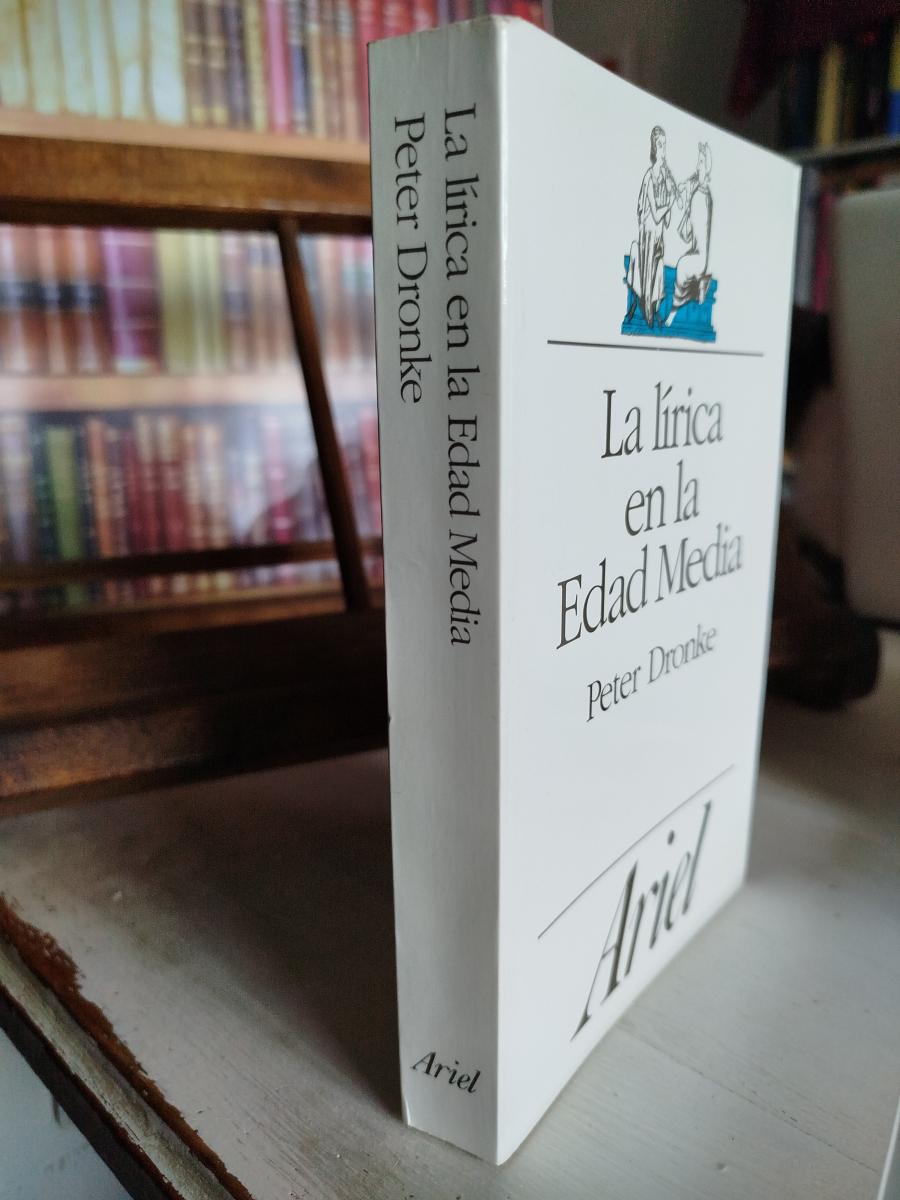 La lírica en la Edad Media
Peter Dronke
Ariel
La lírica
en la
Edad Media
Peter Dronke
Ariel